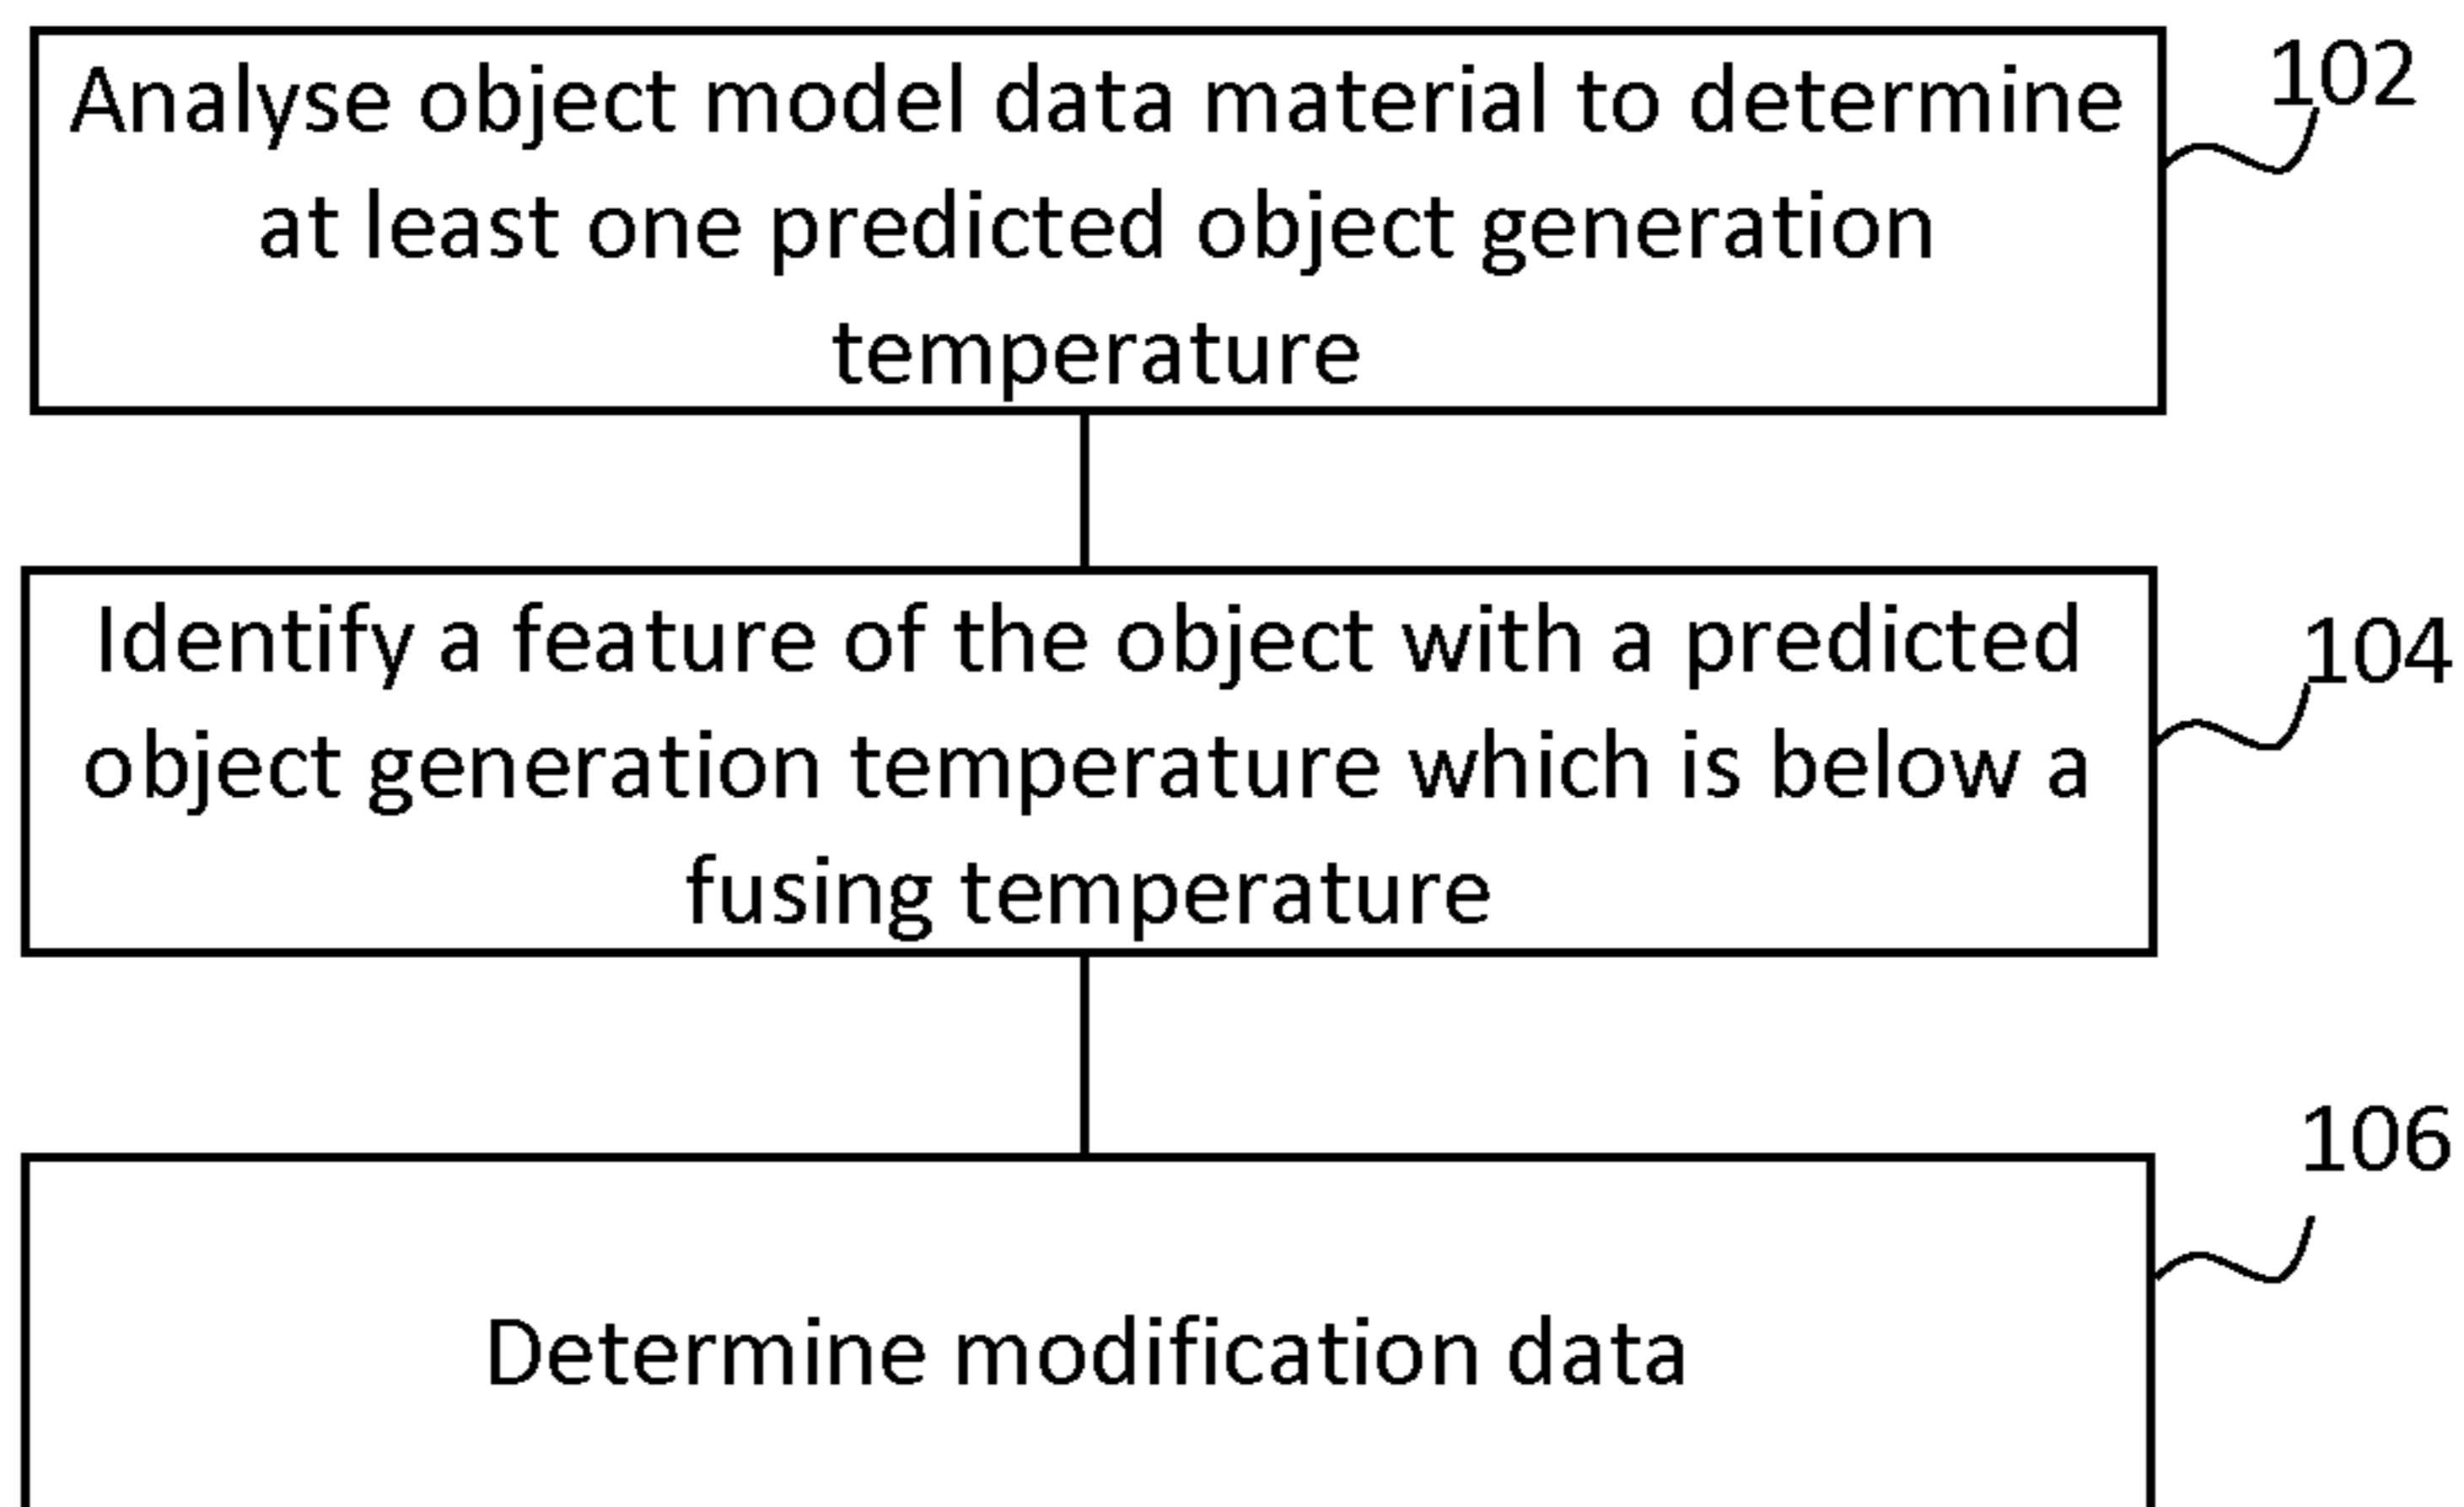 Analyse object model data material to determine
at least one predicted object generation
temperature
102
Identify a feature of the object with a predicted
object generation temperature which is below a
fusing temperature
104
Determine modification data
106